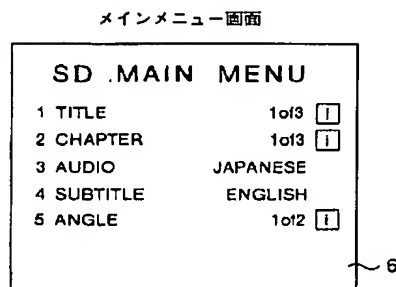 メインメニュー画面
SD .MAIN MENU
1 TITLE 1of3 i
2 CHAPTER 1of3 i
3 AUDIO JAPANESE
4 SUBTITLE ENGLISH
5 ANGLE 1of2 i
6